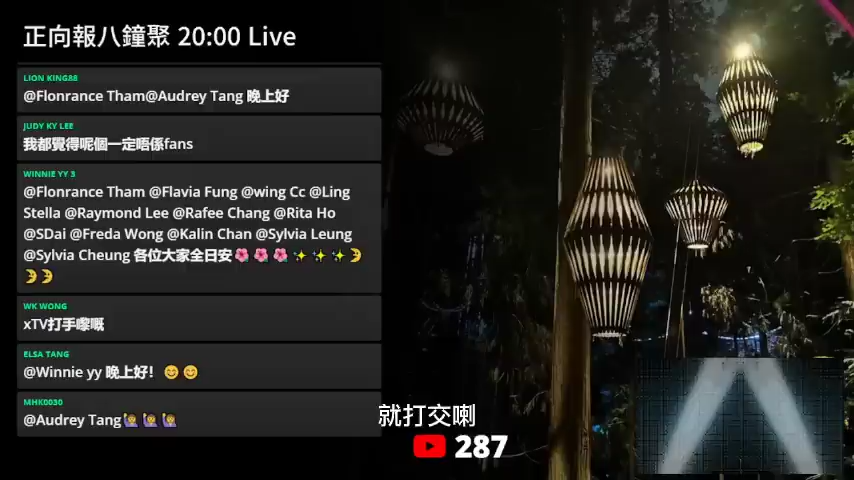 正向報八鐘聚 20:00 Live
LION KING88
@Flonrance Tham@Audrey Tang 晚上好
JUDY KY LEE
我都覺得呢個一定唔係fans
WINNIE YY 3
@Flonrance Tham @Flavia Fung @wing Cc @Ling
Stella @Raymond Lee @Rafee Chang @Rita Ho
@SDai @Freda Wong @Kalin Chan @Sylvia Leung
@Sylvia Cheung 各位大家全日安🌺🌺🌺✨✨✨🌛
🌛🌛
WK WONG
xTV打手嚟嘅
ELSA TANG
@Winnie yy 晚上好! 😊😊
MHK0030
@Audrey Tang🙋🙋🙋
就打交喇
287